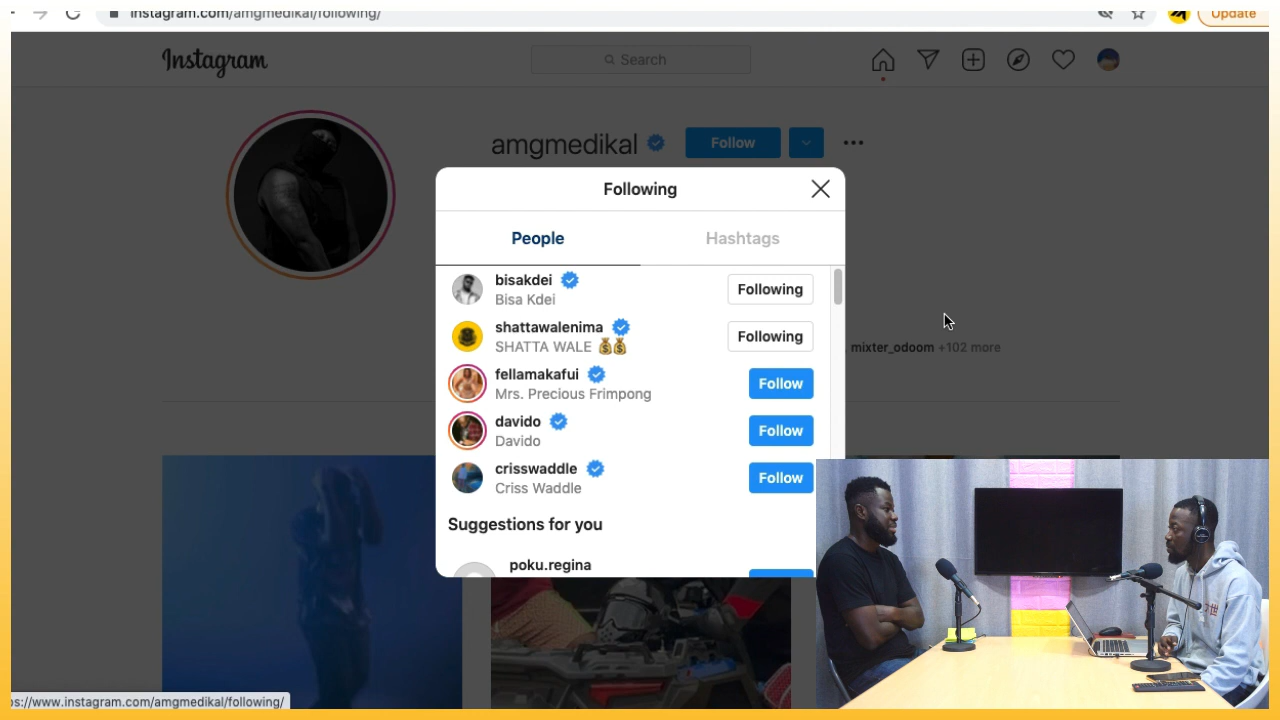 instagram.com/amgmedikal/following/
Update
Instagram
Search
amgmedikal
Follow
Following
People
Hashtags
bisakdei
Bisa Kdei
Following
shattawalenima
SHATTA WALE 💰💰
Following
fellamakafui
Mrs. Precious Frimpong
Follow
davido
Davido
Follow
crisswaddle
Criss Waddle
Follow
mixter_odoom +102 more
Suggestions for you
poku.regina
s://www.instagram.com/amgmedikal/following/